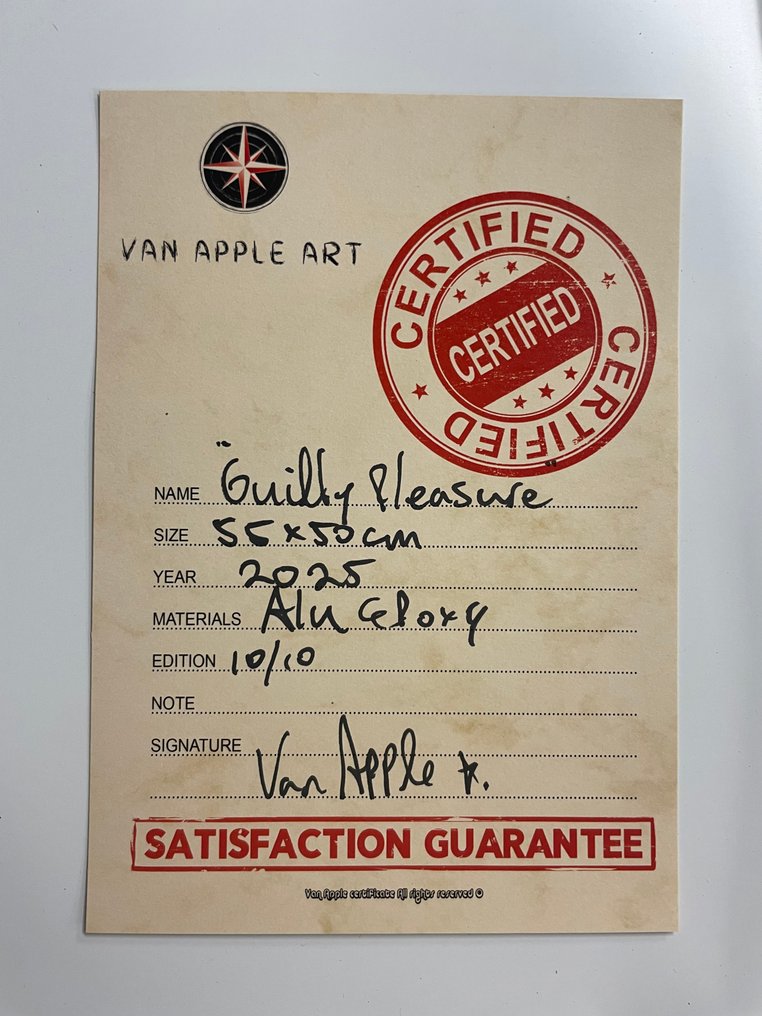 VAN APPLE ART
CERTIFIED
CERTIFIED
CERTIFIED
CERTIFIED
NAME "Guilty Pleasure"
SIZE 55x50cm
YEAR 2025
MATERIALS Alu epoxy
EDITION 10/10
NOTE
SIGNATURE Van Apple
SATISFACTION GUARANTEE
Van Apple certificate All rights reserved ©